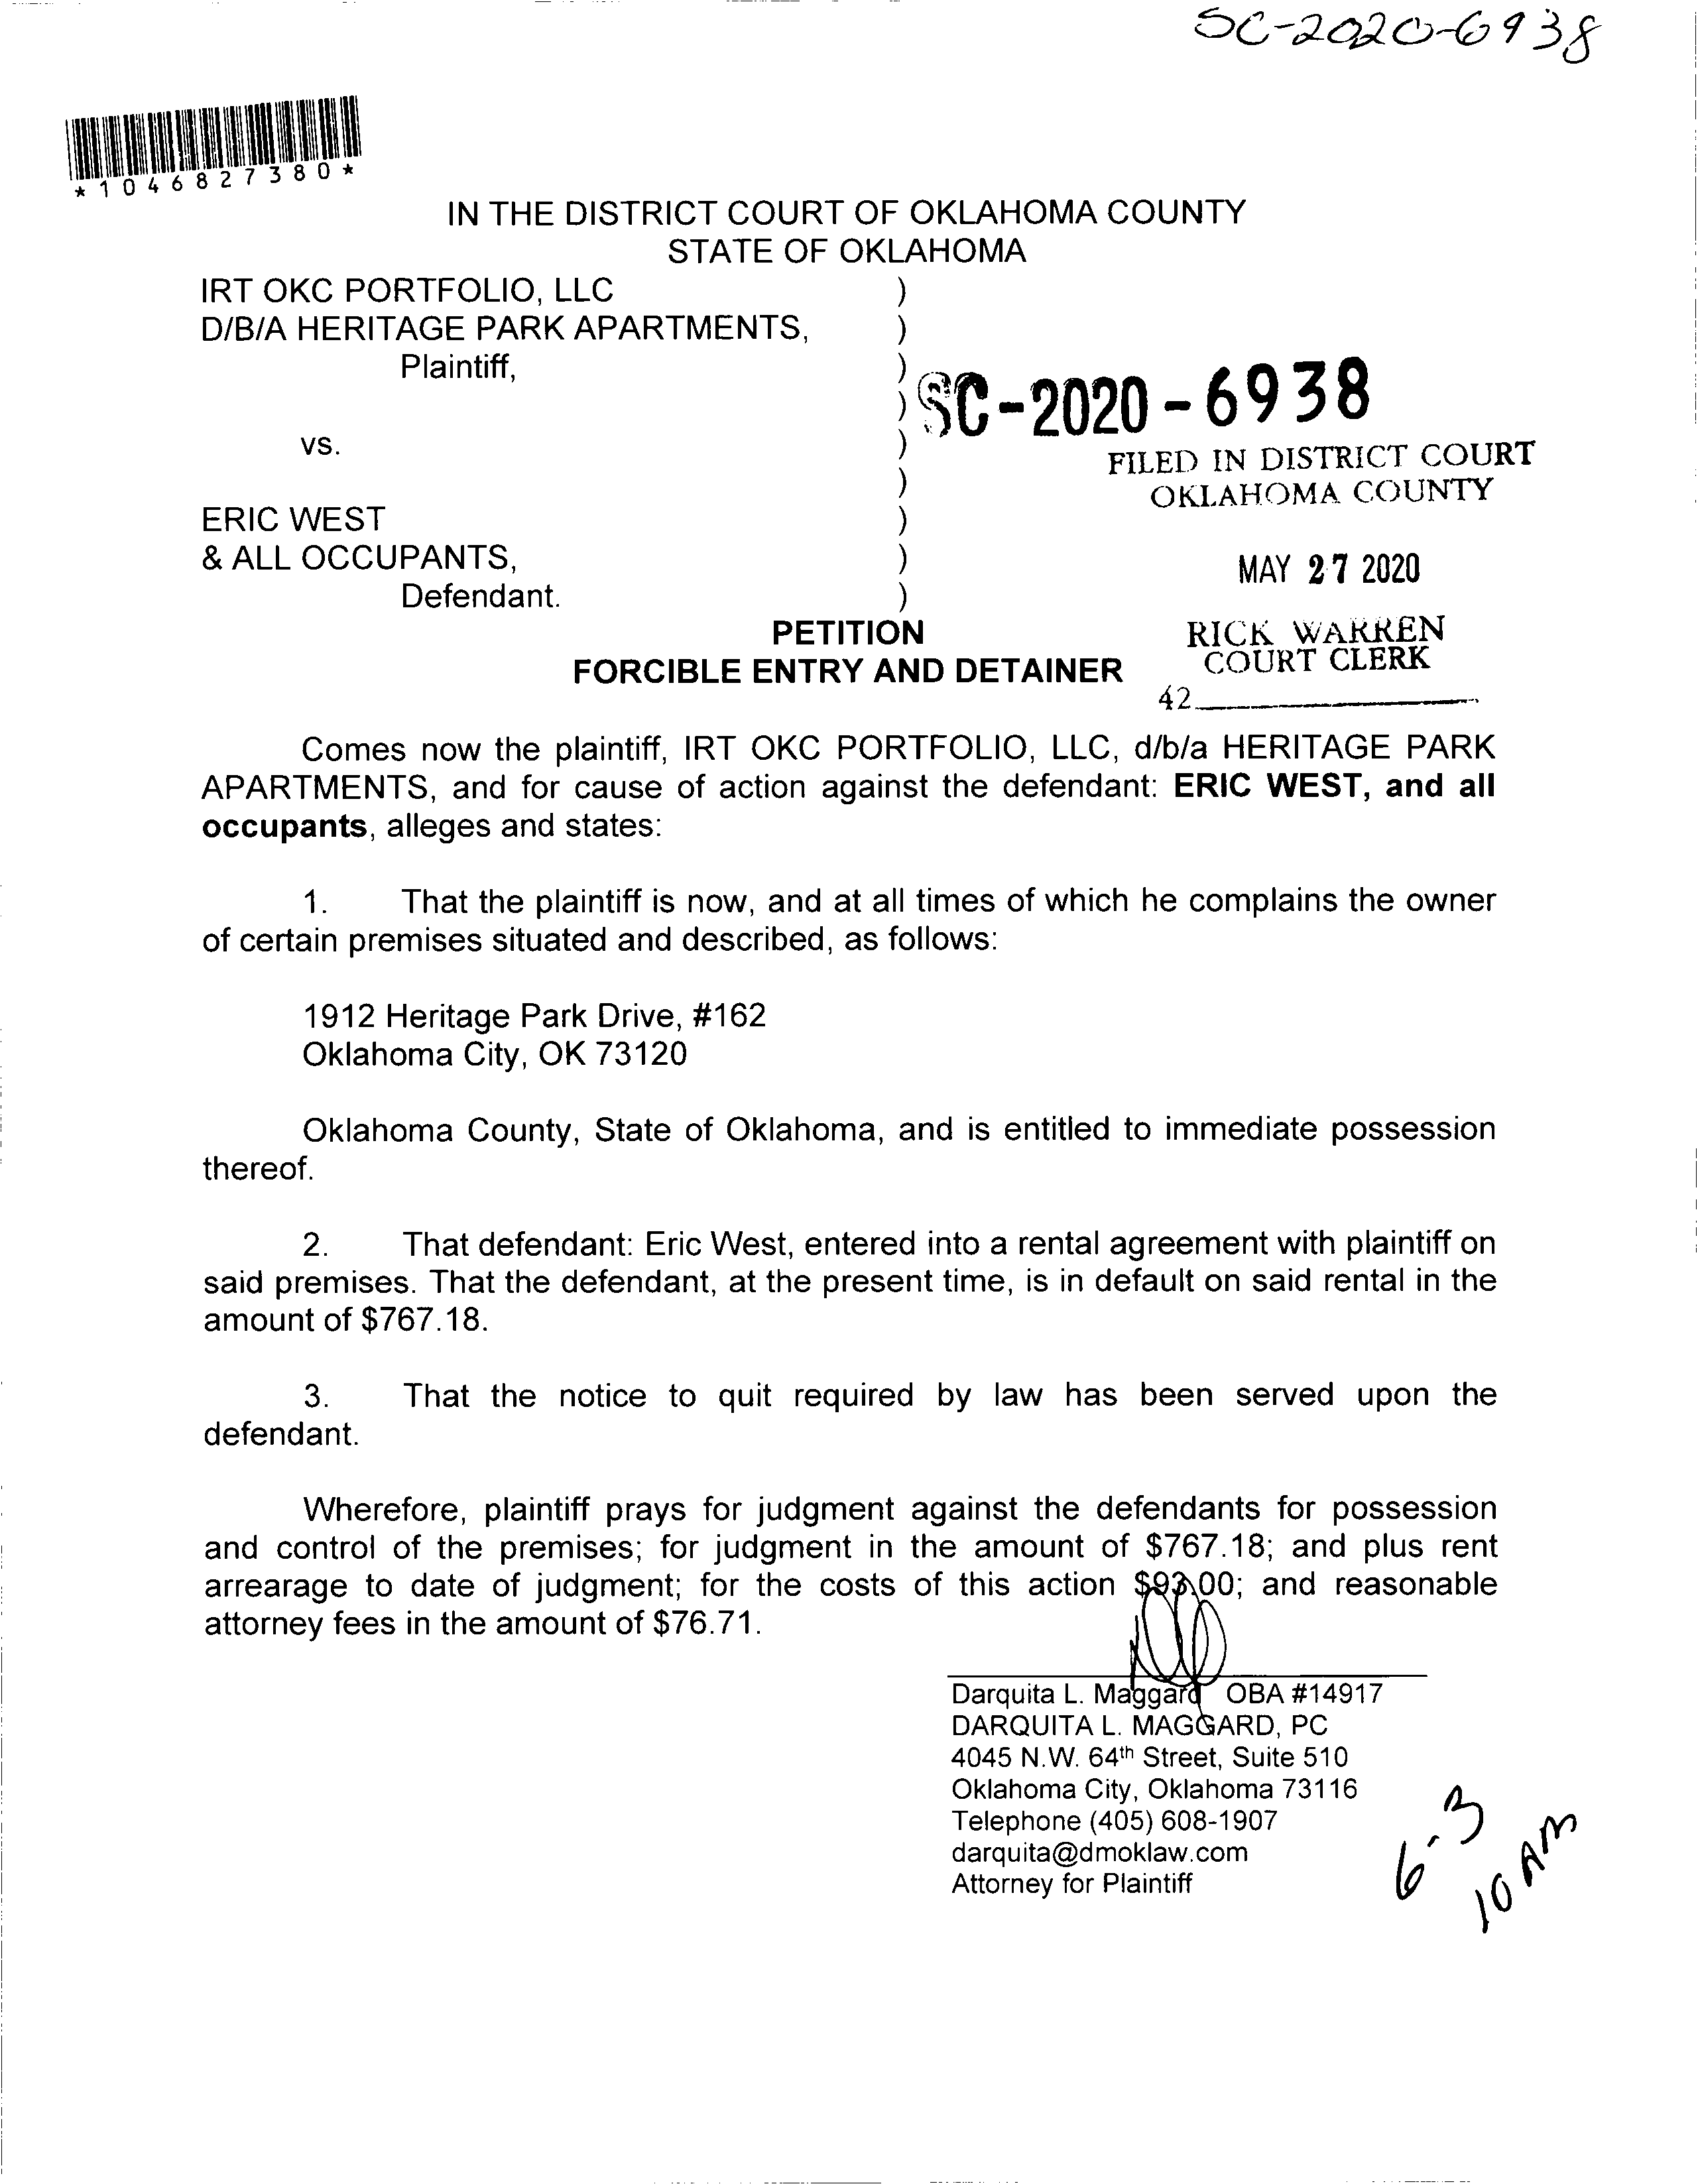 SC-2020-6938
*1046827380*
IN THE DISTRICT COURT OF OKLAHOMA COUNTY
STATE OF OKLAHOMA
IRT OKC PORTFOLIO, LLC )
D/B/A HERITAGE PARK APARTMENTS, )
Plaintiff, )
)
SC-2020-6938
vs. )
FILED IN DISTRICT COURT
OKLAHOMA COUNTY
)
ERIC WEST )
& ALL OCCUPANTS, )
MAY 27 2020
Defendant. )
PETITION
FORCIBLE ENTRY AND DETAINER
RICK WARREN
COURT CLERK
42
Comes now the plaintiff, IRT OKC PORTFOLIO, LLC, d/b/a HERITAGE PARK
APARTMENTS, and for cause of action against the defendant: ERIC WEST, and all
occupants, alleges and states:
1. That the plaintiff is now, and at all times of which he complains the owner
of certain premises situated and described, as follows:
1912 Heritage Park Drive, #162
Oklahoma City, OK 73120
Oklahoma County, State of Oklahoma, and is entitled to immediate possession
thereof.
2. That defendant: Eric West, entered into a rental agreement with plaintiff on
said premises. That the defendant, at the present time, is in default on said rental in the
amount of $767.18.
3. That the notice to quit required by law has been served upon the
defendant.
Wherefore, plaintiff prays for judgment against the defendants for possession
and control of the premises; for judgment in the amount of $767.18; and plus rent
arrearage to date of judgment; for the costs of this action $93.00; and reasonable
attorney fees in the amount of $76.71.
Darquita L. Maggard OBA #14917
DARQUITA L. MAGGARD, PC
4045 N.W. 64th Street, Suite 510
Oklahoma City, Oklahoma 73116
Telephone (405) 608-1907
darquita@dmoklaw.com
Attorney for Plaintiff
6-3
10 AM